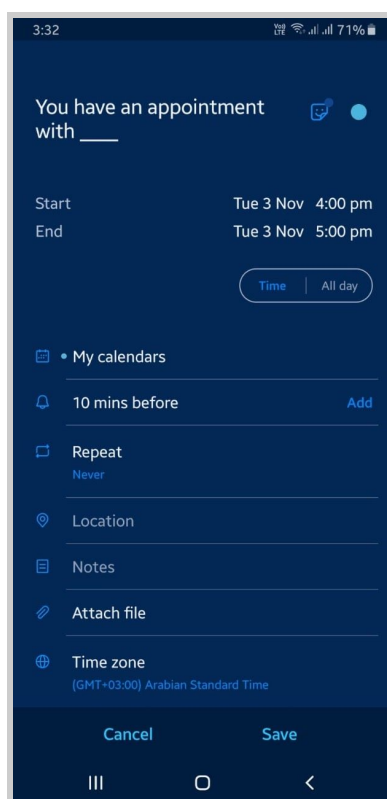 3:32 Vo) LTE 71%
You have an appointment
with ____
Start Tue 3 Nov 4:00 pm
End Tue 3 Nov 5:00 pm
Time All day
My calendars
10 mins before Add
Repeat
Never
Location
Notes
Attach file
Time zone
(GMT+03:00) Arabian Standard Time
Cancel Save